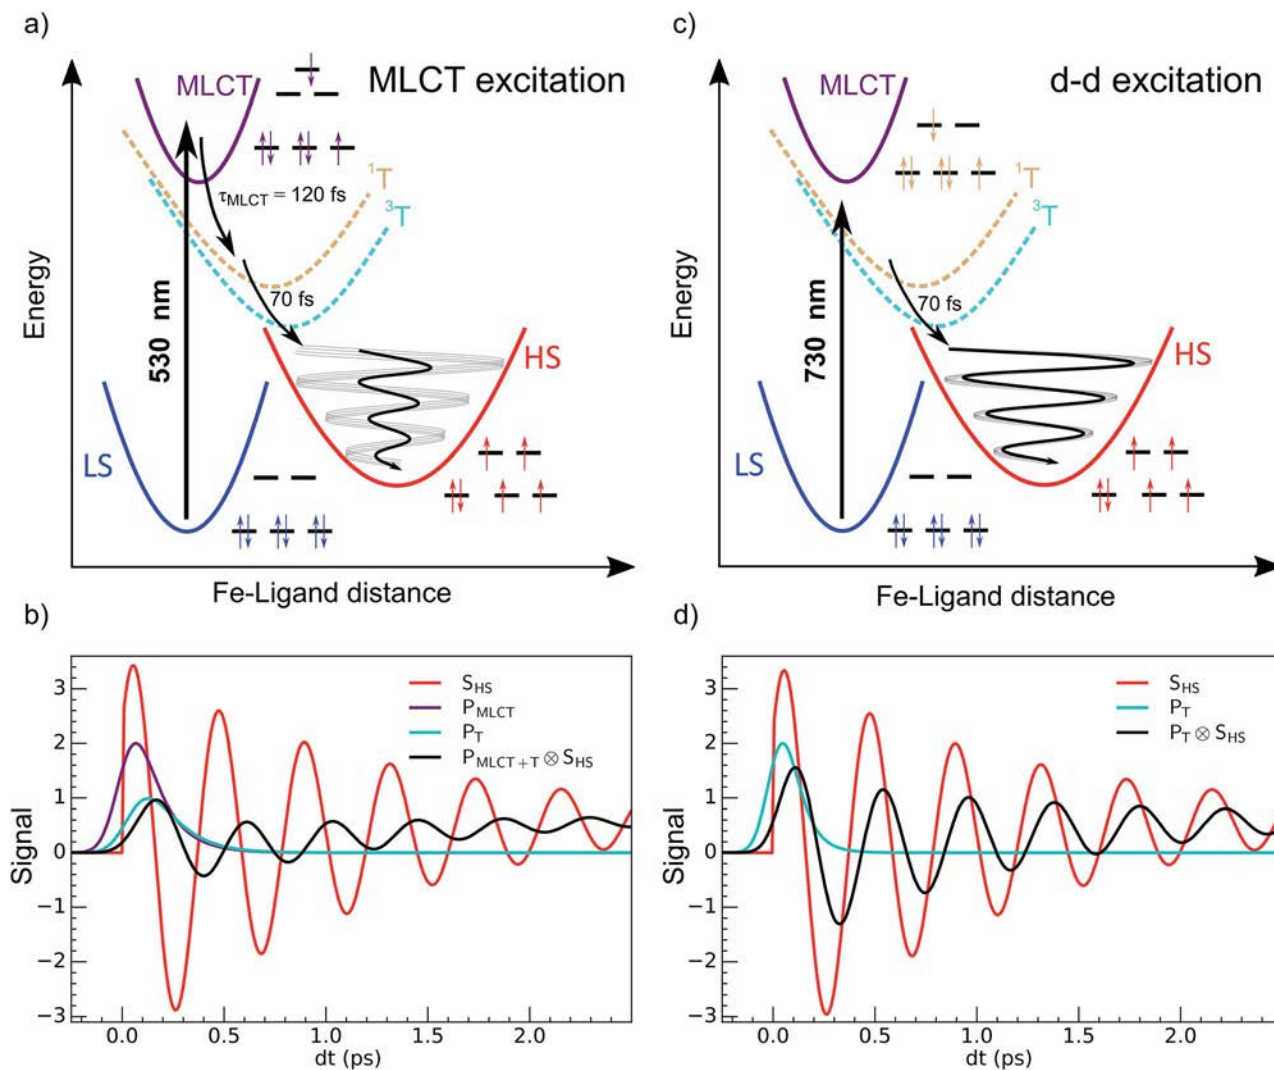 a)
MLCT excitation
MLCT
¹T
³T
τMLCT = 120 fs
70 fs
530 nm
HS
LS
Energy
Fe-Ligand distance
c)
d-d excitation
MLCT
¹T
³T
70 fs
730 nm
HS
LS
Energy
Fe-Ligand distance
b)
SHS
PMLCT
PT
PMLCT+T ⊗ SHS
Signal
3
2
1
0
−1
−2
−3
0.0 0.5 1.0 1.5 2.0
dt (ps)
d)
SHS
PT
PT ⊗ SHS
Signal
3
2
1
0
−1
−2
−3
0.0 0.5 1.0 1.5 2.0
dt (ps)